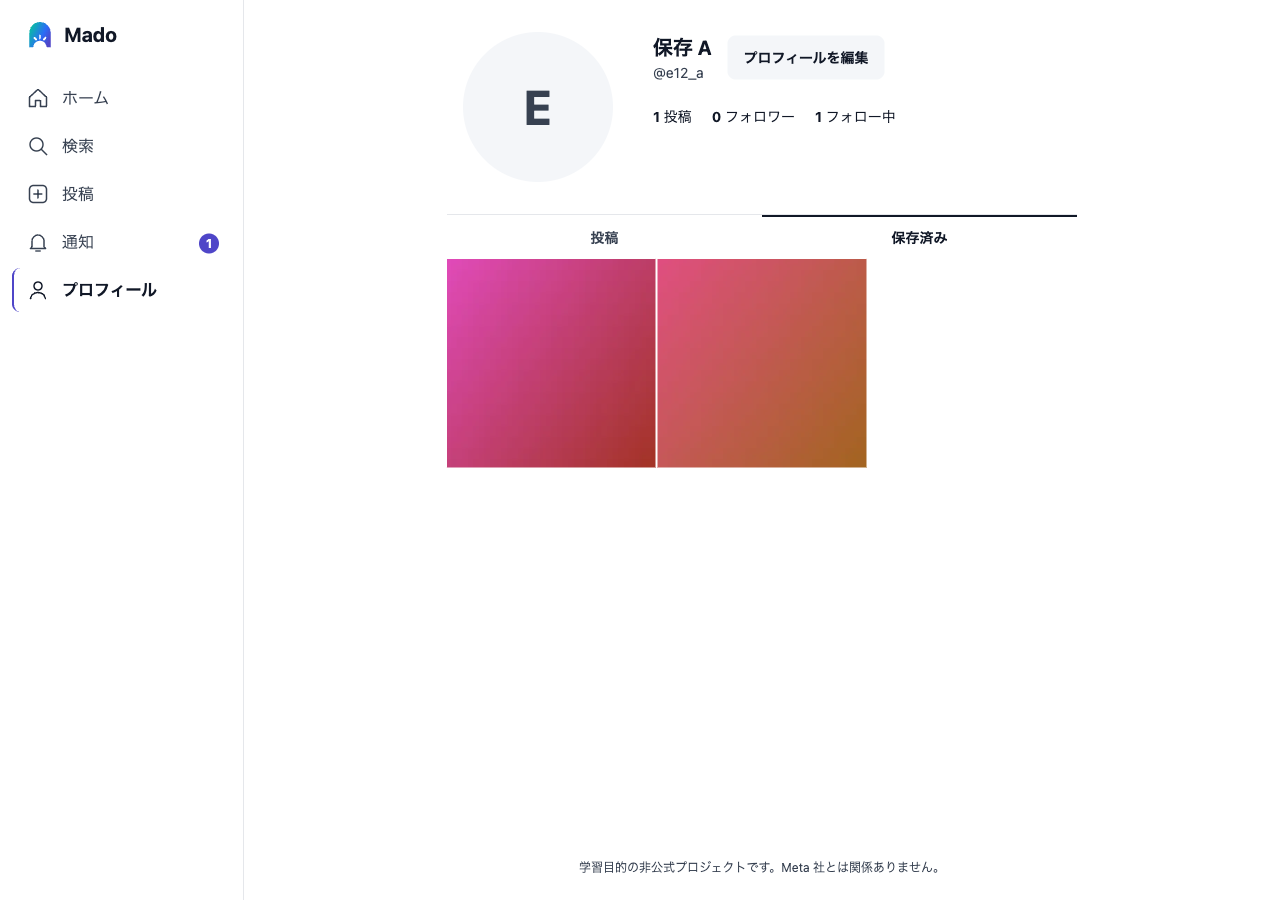 Mado
ホーム
検索
投稿
通知 1
プロフィール
E
保存 A
@e12_a
プロフィールを編集
1 投稿 0 フォロワー 1 フォロー中
投稿 保存済み
学習目的の非公式プロジェクトです。Meta 社とは関係ありません。